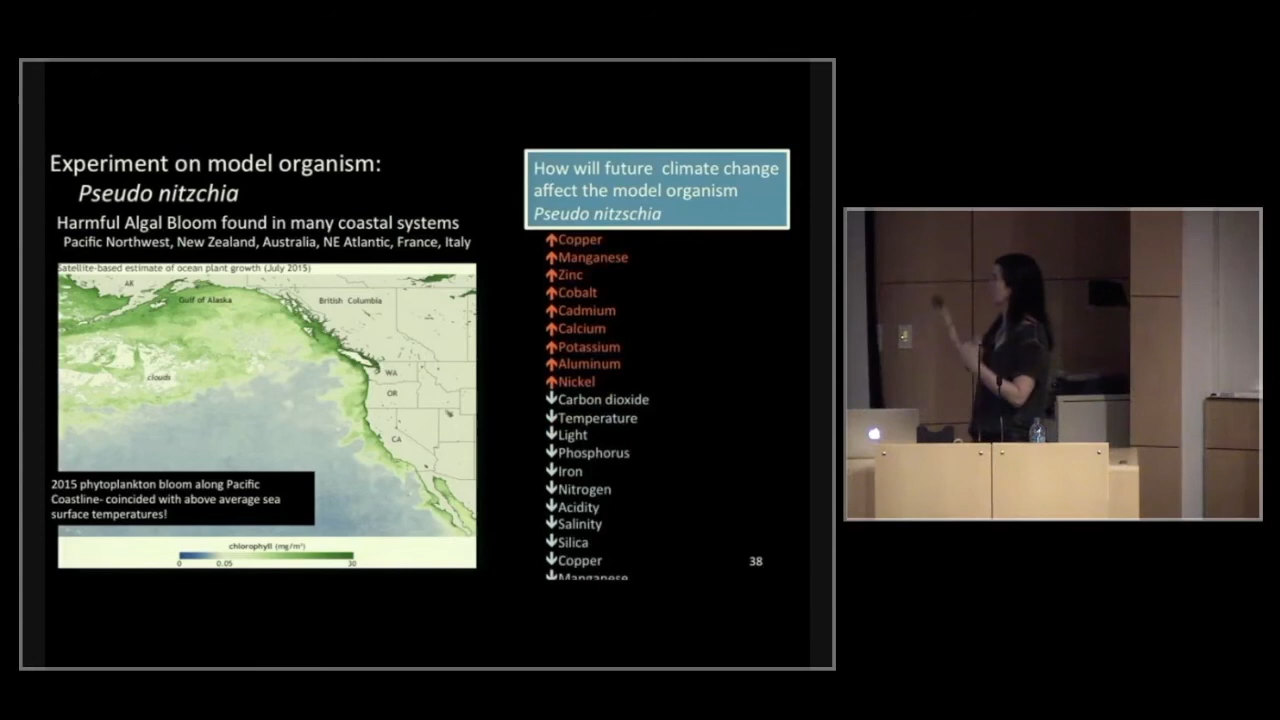 Experiment on model organism:
Pseudo nitzchia
Harmful Algal Bloom found in many coastal systems
Pacific Northwest, New Zealand, Australia, NE Atlantic, France, Italy
Satellite-based estimate of ocean plant growth (July 2015)
AK
Gulf of Alaska
British Columbia
clouds
WA
OR
CA
2015 phytoplankton bloom along Pacific
Coastline- coincided with above average sea
surface temperatures!
chlorophyll (mg/m³)
0 0.05 30
How will future climate change
affect the model organism
Pseudo nitzschia
↑Copper
↑Manganese
↑Zinc
↑Cobalt
↑Cadmium
↑Calcium
↑Potassium
↑Aluminum
↑Nickel
↓Carbon dioxide
↓Temperature
↓Light
↓Phosphorus
↓Iron
↓Nitrogen
↓Acidity
↓Salinity
↓Silica
↓Copper
↓Manganese
38